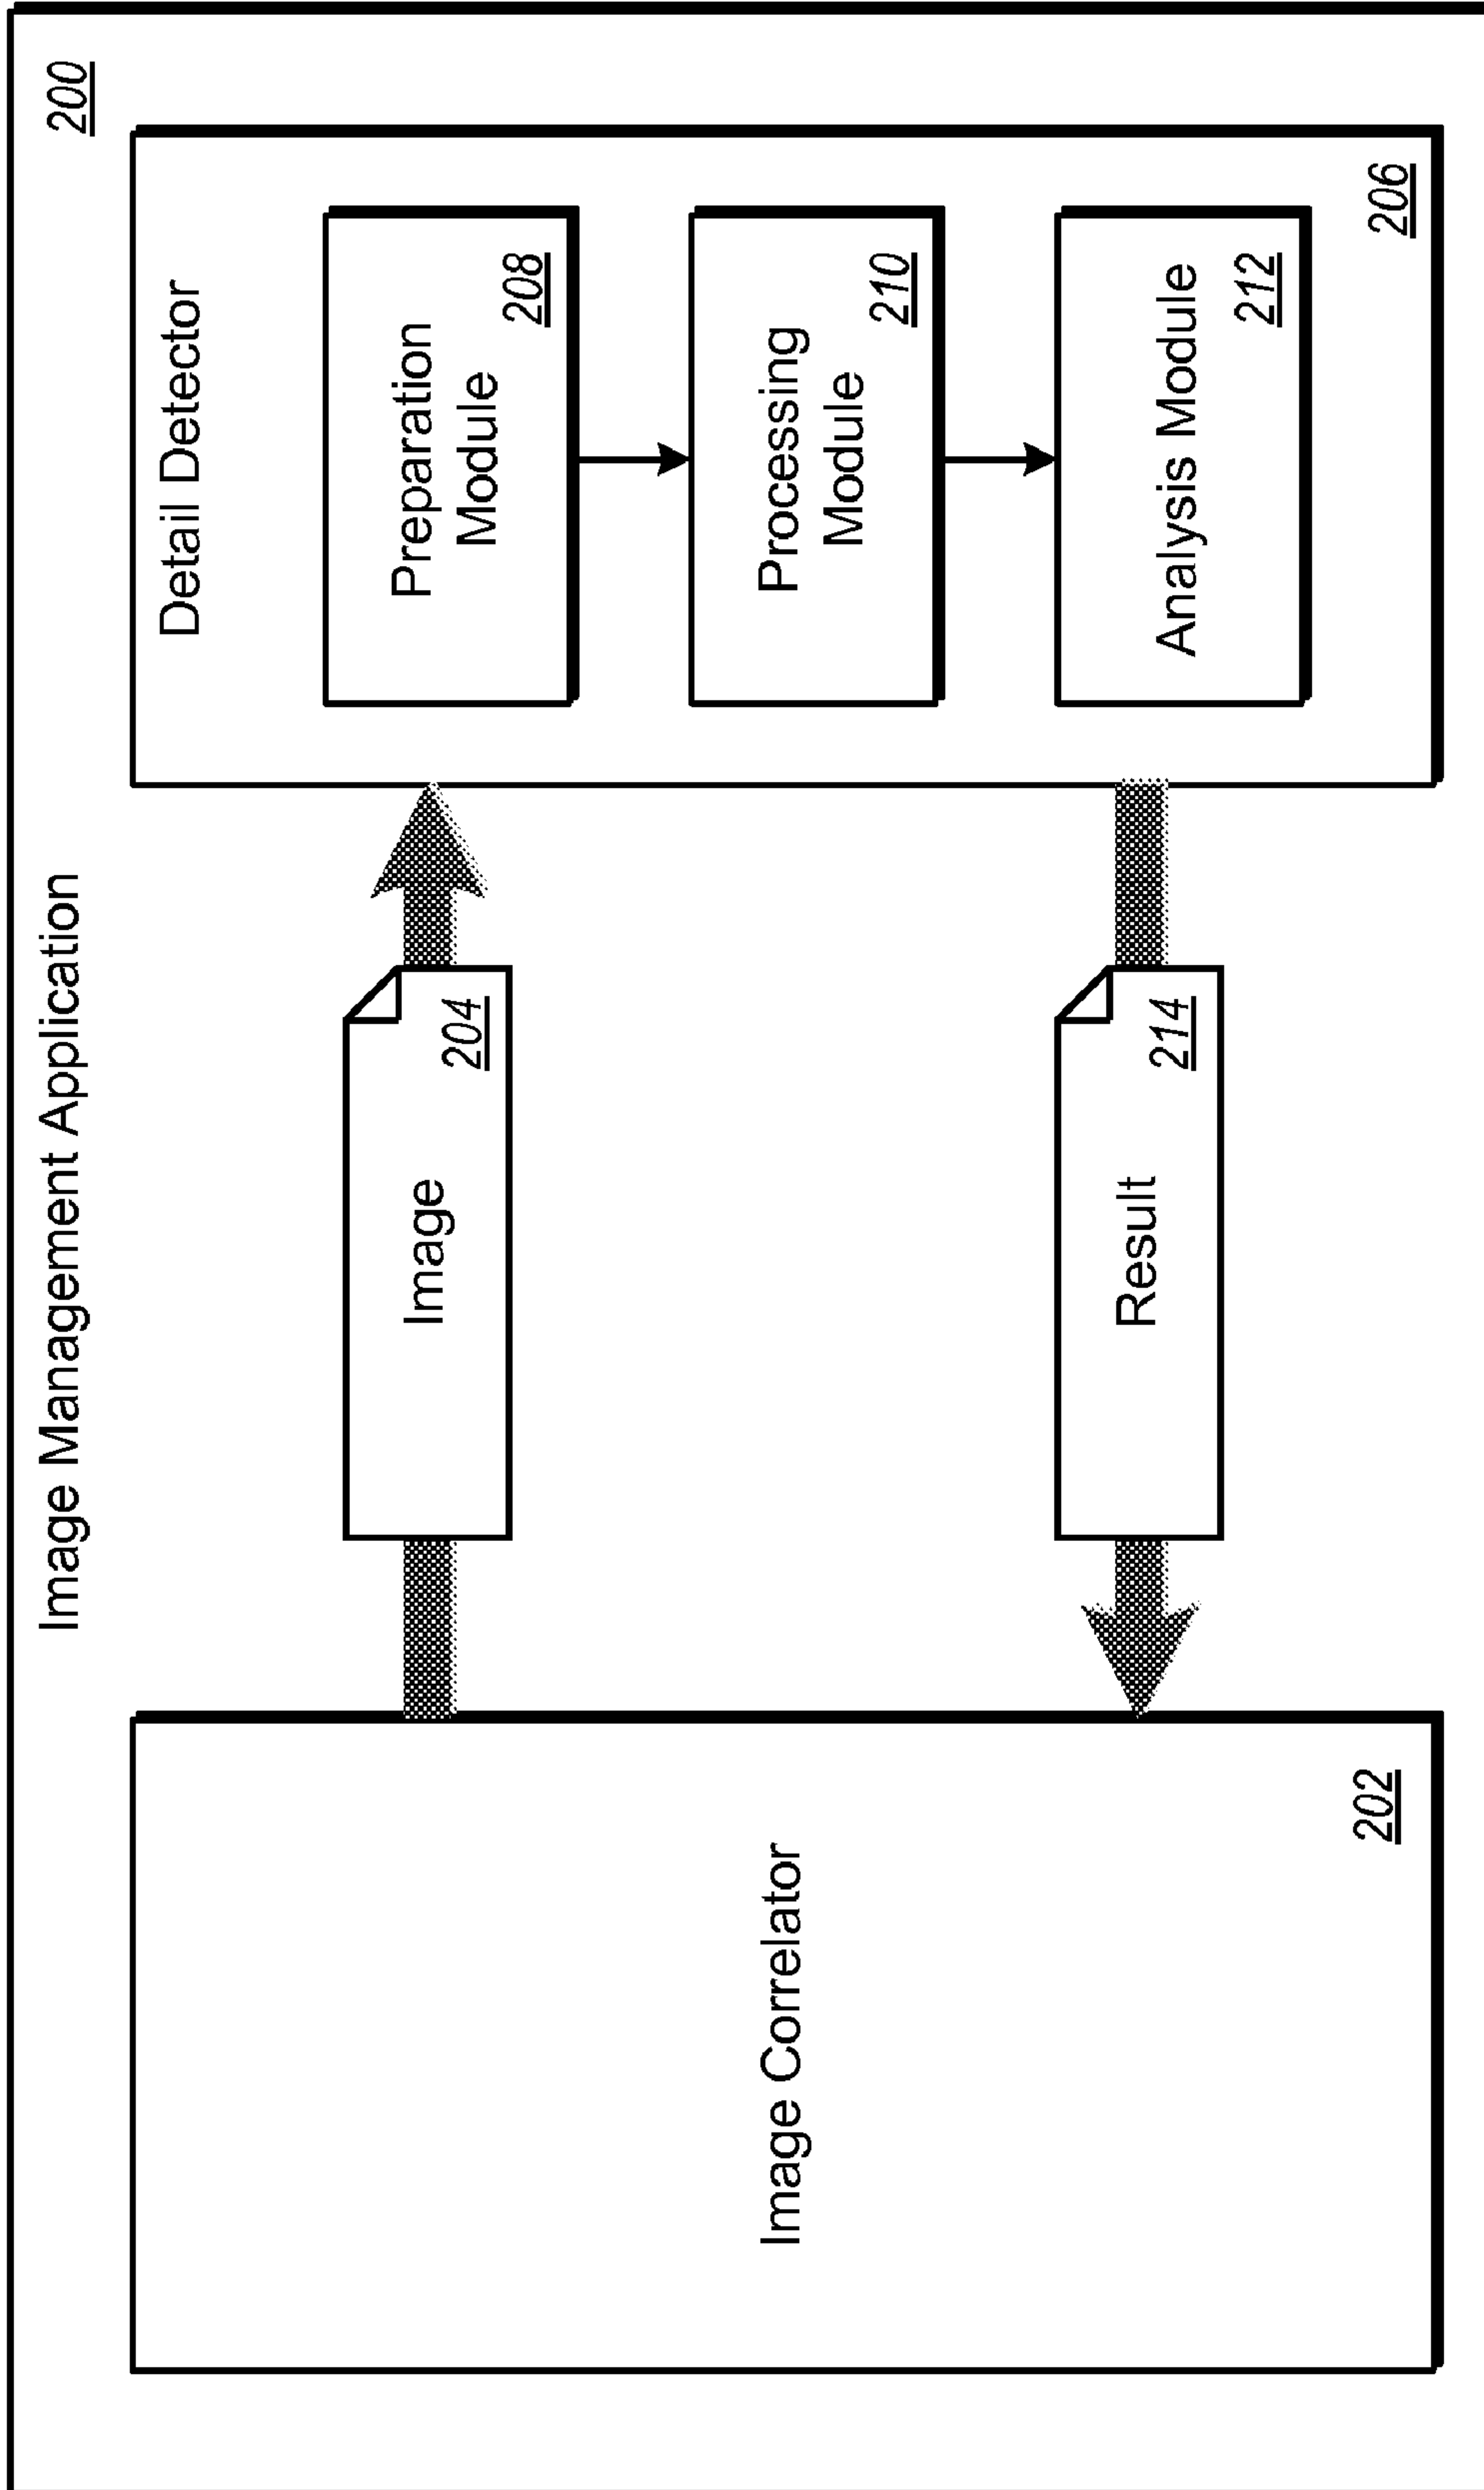 Image Management Application
200
Image Correlator
202
Image
204
Result
214
Detail Detector
Preparation
Module
208
Processing
Module
210
Analysis Module
212
206